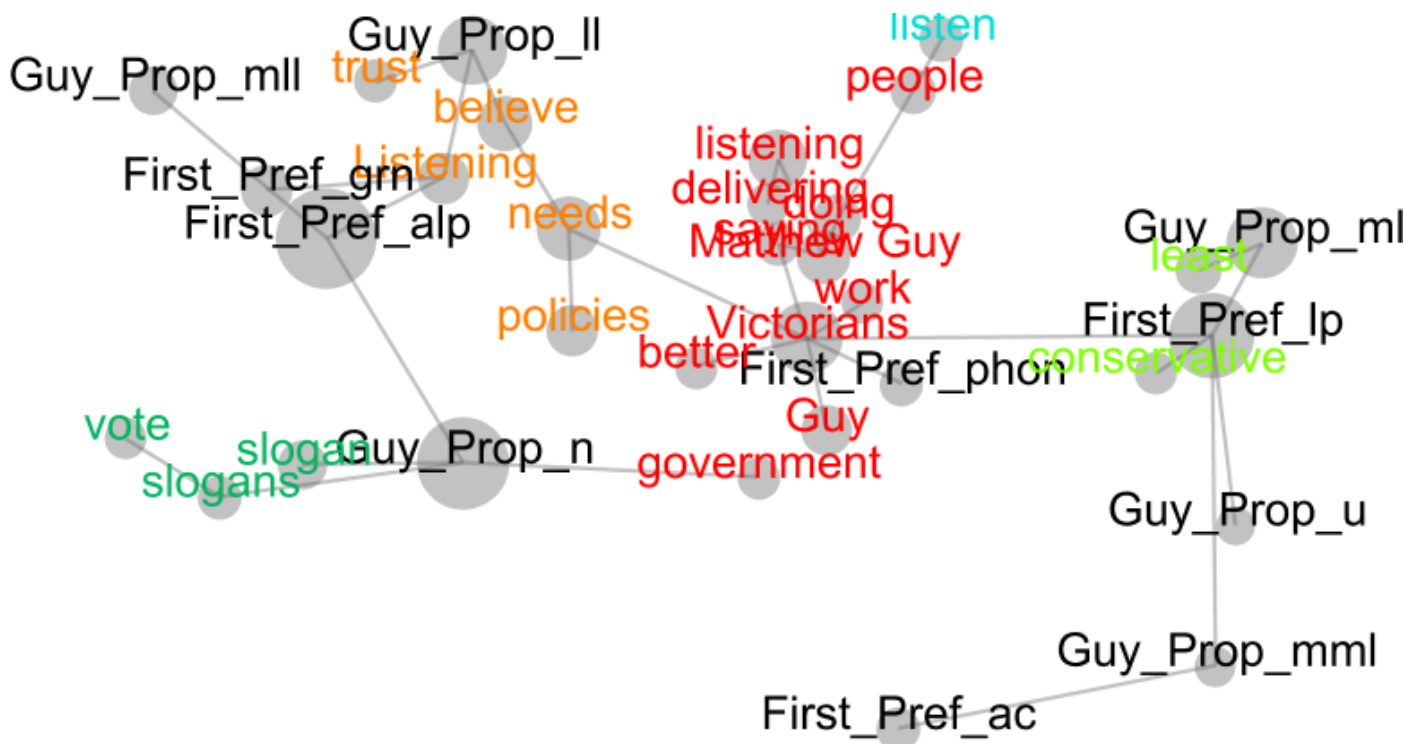 listen
Guy_Prop_ll
Guy_Prop_mll
trust
people
believe
listening
Listening
First_Pref_grn
delivering
doing
needs
First_Pref_alp
saying
Matthew Guy
Guy_Prop_ml
least
work
policies
Victorians
First_Pref_lp
better
First_Pref_phon
conservative
vote
Guy
slogan
Guy_Prop_n
government
slogans
Guy_Prop_u
Guy_Prop_mml
First_Pref_ac